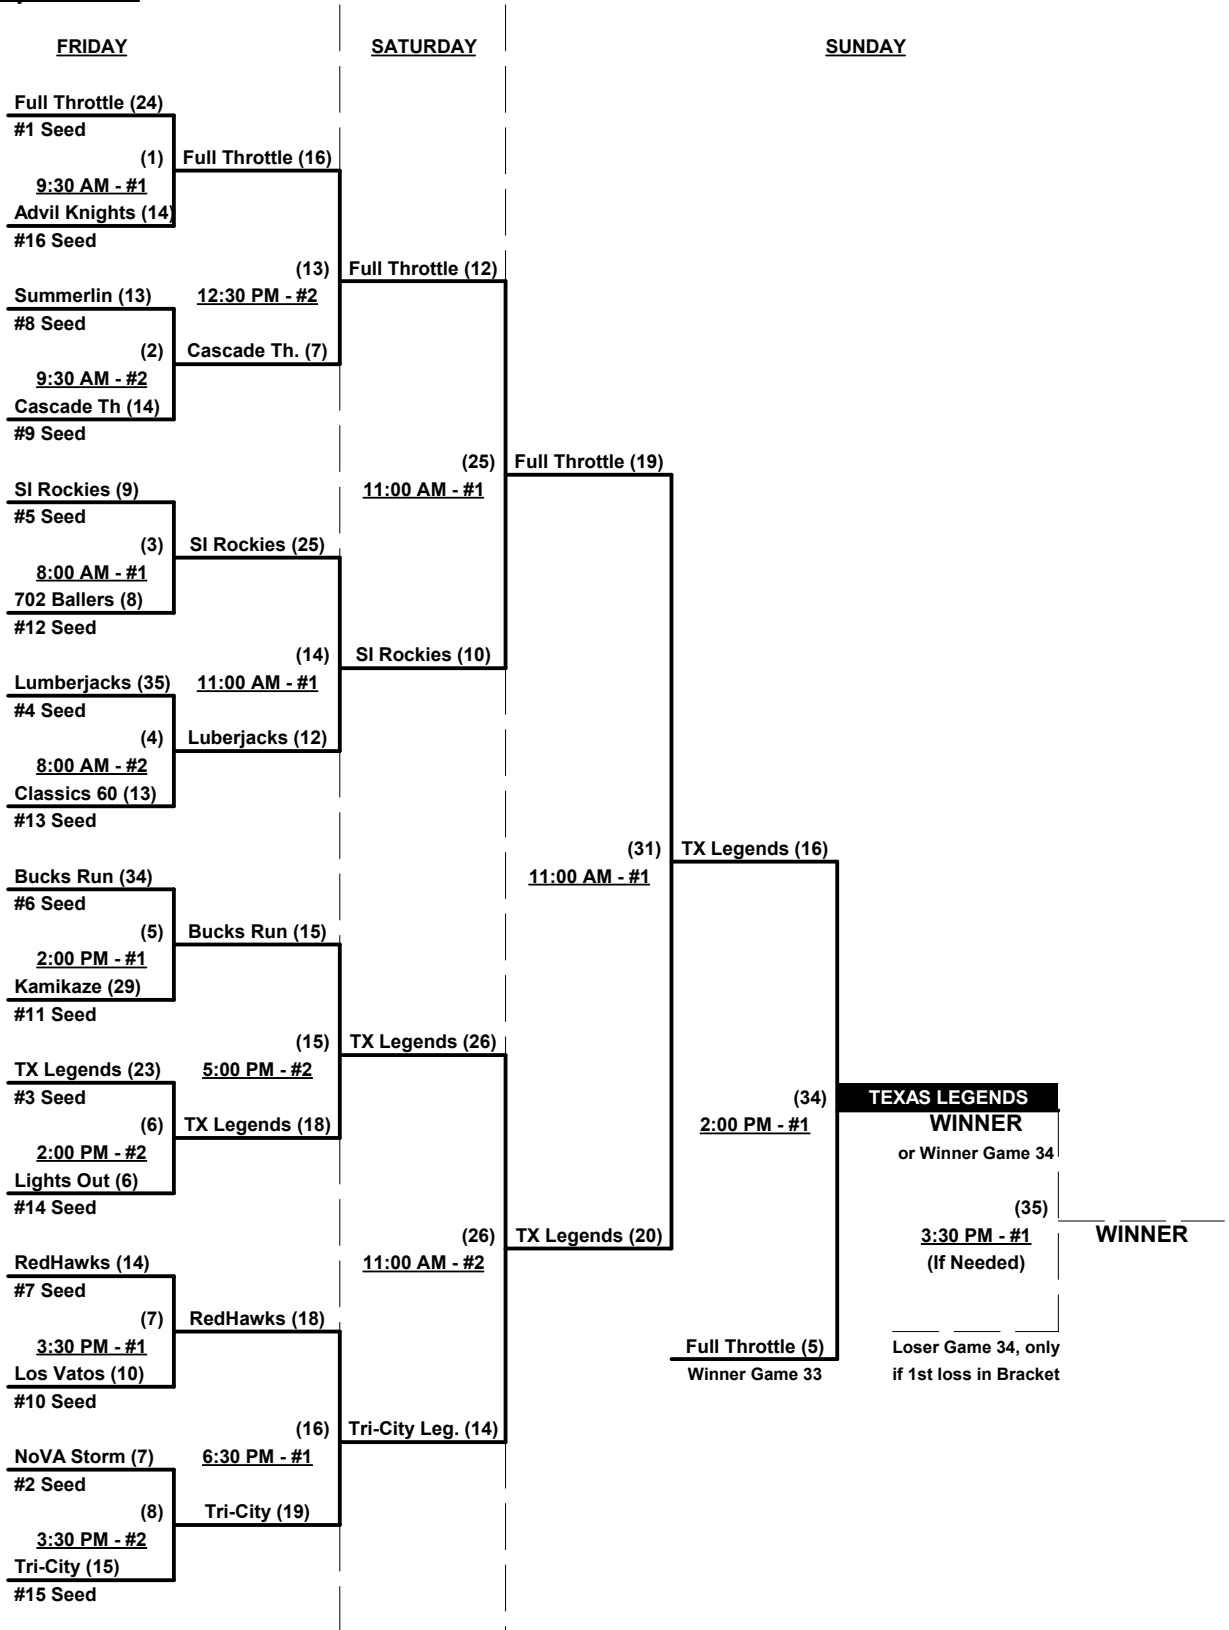 FRIDAY
SATURDAY
SUNDAY
Full Throttle (24)
#1 Seed
(1)
Full Throttle (16)
9:30 AM - #1
Advil Knights (14)
#16 Seed
(13)
Full Throttle (12)
Summerlin (13)
12:30 PM - #2
#8 Seed
(2)
Cascade Th. (7)
9:30 AM - #2
Cascade Th (14)
#9 Seed
(25)
Full Throttle (19)
SI Rockies (9)
11:00 AM - #1
#5 Seed
(3)
SI Rockies (25)
8:00 AM - #1
702 Ballers (8)
#12 Seed
(14)
SI Rockies (10)
Lumberjacks (35)
11:00 AM - #1
#4 Seed
(4)
Luberjacks (12)
8:00 AM - #2
Classics 60 (13)
#13 Seed
(31)
TX Legends (16)
Bucks Run (34)
11:00 AM - #1
#6 Seed
(5)
Bucks Run (15)
2:00 PM - #1
Kamikaze (29)
#11 Seed
(15)
TX Legends (26)
TX Legends (23)
5:00 PM - #2
#3 Seed
(34)
TEXAS LEGENDS
(6)
TX Legends (18)
2:00 PM - #1
WINNER
2:00 PM - #2
or Winner Game 34
Lights Out (6)
#14 Seed
(35)
(26)
TX Legends (20)
3:30 PM - #1
WINNER
RedHawks (14)
11:00 AM - #2
(If Needed)
#7 Seed
(7)
RedHawks (18)
3:30 PM - #1
Full Throttle (5)
Loser Game 34, only
Los Vatos (10)
Winner Game 33
if 1st loss in Bracket
#10 Seed
(16)
Tri-City Leg. (14)
NoVA Storm (7)
6:30 PM - #1
#2 Seed
(8)
Tri-City (19)
3:30 PM - #2
Tri-City (15)
#15 Seed